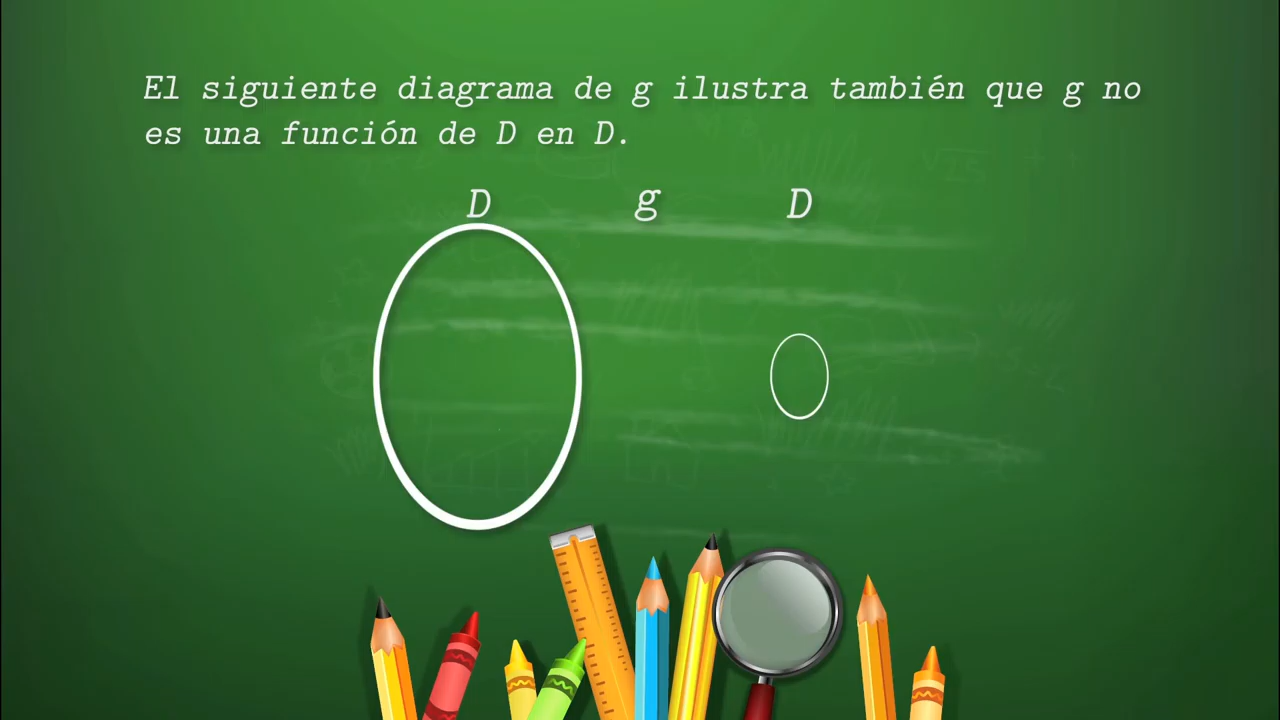 El siguiente diagrama de g ilustra también que g no
es una función de D en D.
D g D